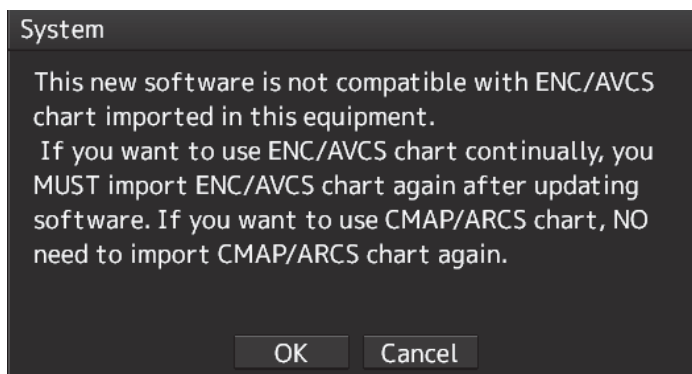 System
This new software is not compatible with ENC/AVCS
chart imported in this equipment.
If you want to use ENC/AVCS chart continually, you
MUST import ENC/AVCS chart again after updating
software. If you want to use CMAP/ARCS chart, NO
need to import CMAP/ARCS chart again.
OK Cancel